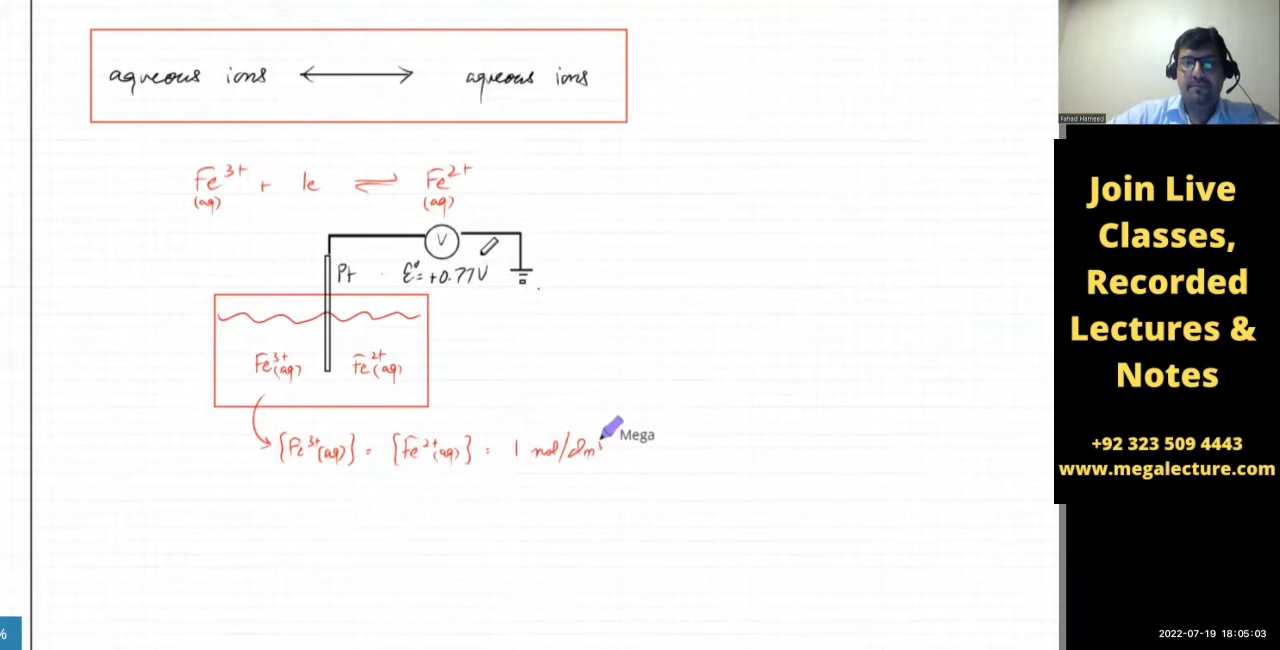 aqueous ions ⟷ aqueous ions
Fe³⁺ + 1e ⇌ Fe²⁺
(aq) (aq)
V
Pt E°= +0.77V
Fe³⁺(aq) Fe²⁺(aq)
[Fe³⁺(aq)] = [Fe²⁺(aq)] = 1 mol/dm
Mega
Fahad Hameed
Join Live
Classes,
Recorded
Lectures &
Notes
+92 323 509 4443
www.megalecture.com
2022-07-19 18:05:03
%